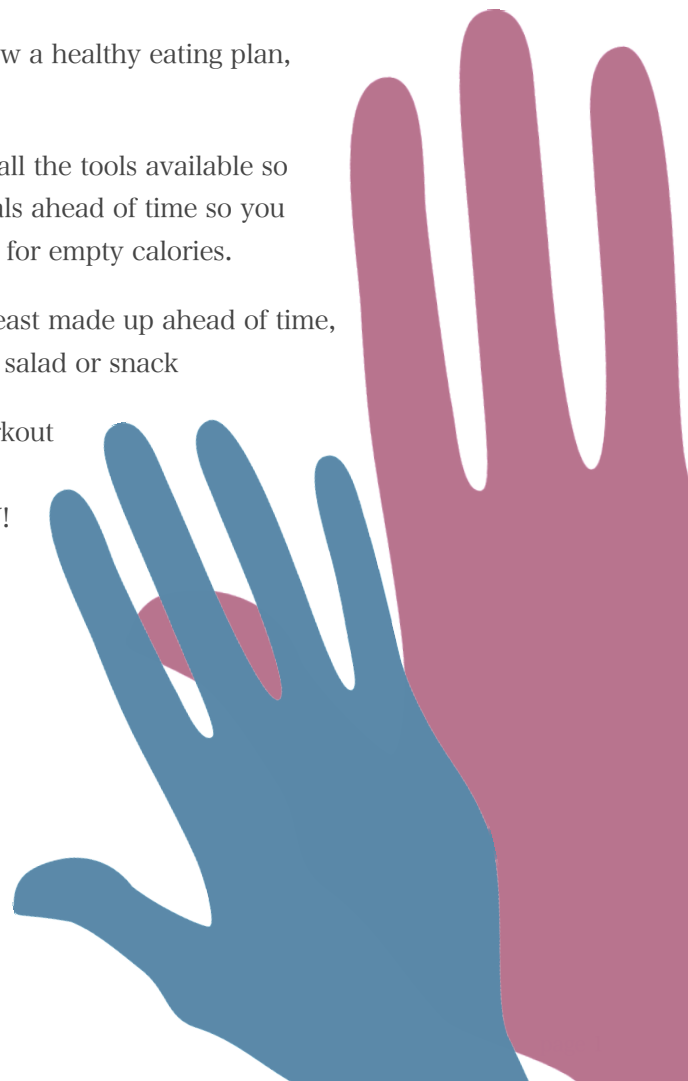 w a healthy eating plan,
all the tools available so
ls ahead of time so you
for empty calories.
east made up ahead of time,
salad or snack
kout
!